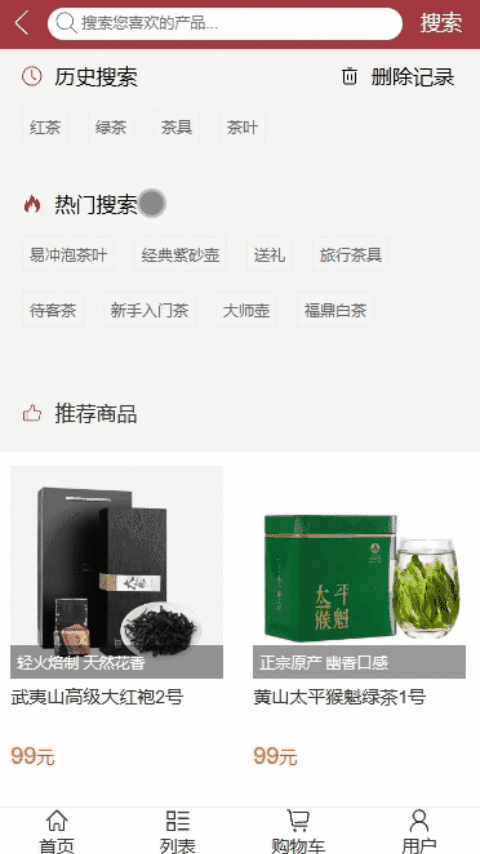 搜索您喜欢的产品... 搜索
历史搜索 删除记录
红茶 绿茶 茶具 茶叶
热门搜索
易冲泡茶叶 经典紫砂壶 送礼 旅行茶具
待客茶 新手入门茶 大师壶 福鼎白茶
推荐商品
太平
猴魁
轻火焙制 天然花香 正宗原产 幽香口感
武夷山高级大红袍2号 黄山太平猴魁绿茶1号
99元 99元
首页 列表 购物车 用户